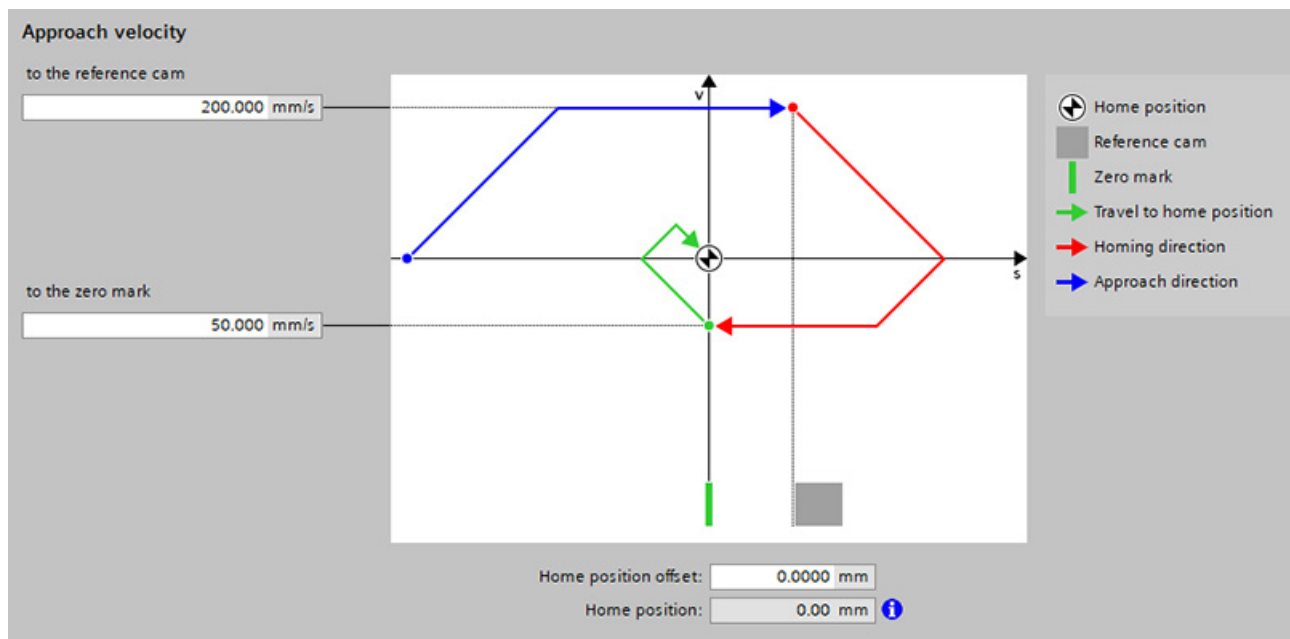 Approach velocity
to the reference cam
200.000 mm/s
v
Home position
Reference cam
Zero mark
Travel to home position
Homing direction
Approach direction
s
to the zero mark
50.000 mm/s
Home position offset: 0.0000 mm
Home position: 0.00 mm i